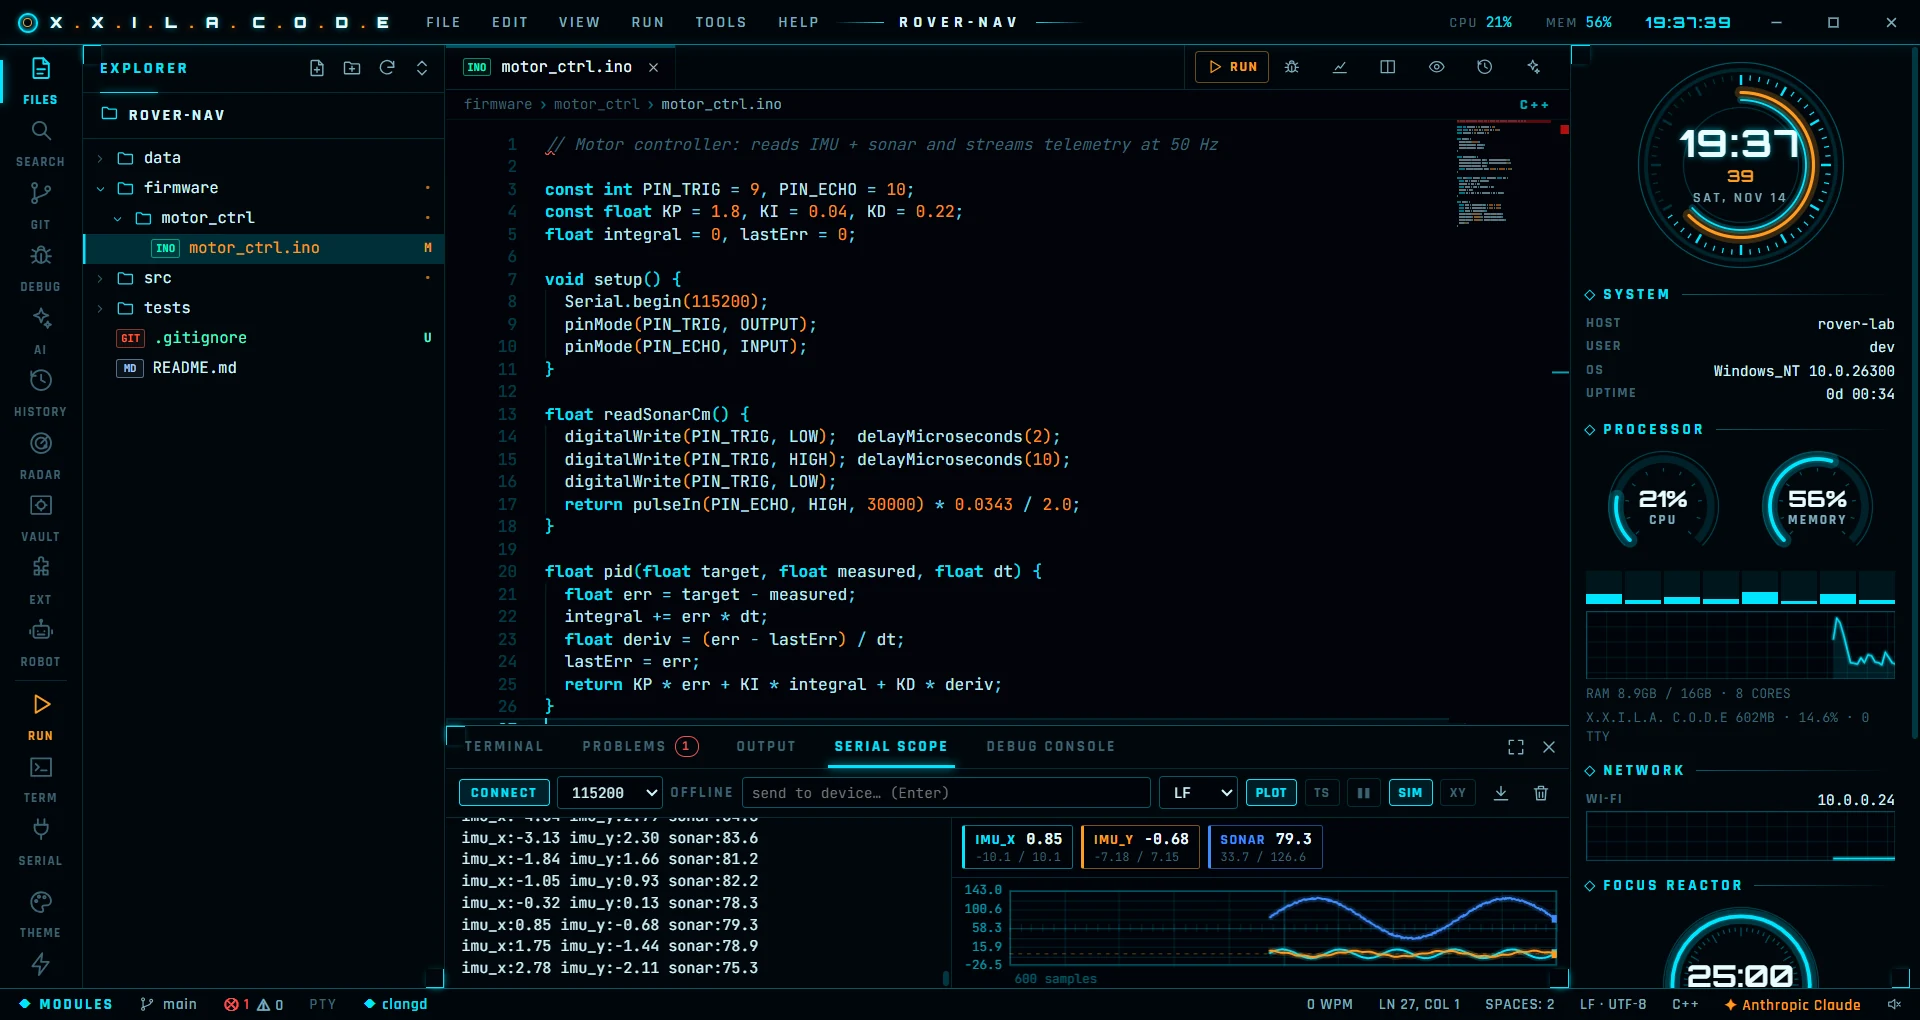 X.X.I.L.A. C.O.D.E FILE EDIT VIEW RUN TOOLS HELP ROVER-NAV CPU 21% MEM 56% 19:37:39
FILES
SEARCH
GIT
DEBUG
AI
HISTORY
RADAR
VAULT
EXT
ROBOT
RUN
TERM
SERIAL
THEME
EXPLORER
ROVER-NAV
data
firmware
motor_ctrl
INO motor_ctrl.ino M
src
tests
GIT .gitignore U
MD README.md
INO motor_ctrl.ino
RUN
firmware › motor_ctrl › motor_ctrl.ino C++
1 // Motor controller: reads IMU + sonar and streams telemetry at 50 Hz
2
3 const int PIN_TRIG = 9, PIN_ECHO = 10;
4 const float KP = 1.8, KI = 0.04, KD = 0.22;
5 float integral = 0, lastErr = 0;
6
7 void setup() {
8 Serial.begin(115200);
9 pinMode(PIN_TRIG, OUTPUT);
10 pinMode(PIN_ECHO, INPUT);
11 }
12
13 float readSonarCm() {
14 digitalWrite(PIN_TRIG, LOW); delayMicroseconds(2);
15 digitalWrite(PIN_TRIG, HIGH); delayMicroseconds(10);
16 digitalWrite(PIN_TRIG, LOW);
17 return pulseIn(PIN_ECHO, HIGH, 30000) * 0.0343 / 2.0;
18 }
19
20 float pid(float target, float measured, float dt) {
21 float err = target - measured;
22 integral += err * dt;
23 float deriv = (err - lastErr) / dt;
24 lastErr = err;
25 return KP * err + KI * integral + KD * deriv;
26 }
TERMINAL PROBLEMS 1 OUTPUT SERIAL SCOPE DEBUG CONSOLE
CONNECT 115200 OFFLINE send to device… (Enter) LF PLOT TS SIM XY
imu_x:-3.13 imu_y:2.30 sonar:83.6
imu_x:-1.84 imu_y:1.66 sonar:81.2
imu_x:-1.05 imu_y:0.93 sonar:82.2
imu_x:-0.32 imu_y:0.13 sonar:78.3
imu_x:0.85 imu_y:-0.68 sonar:79.3
imu_x:1.75 imu_y:-1.44 sonar:78.9
imu_x:2.78 imu_y:-2.11 sonar:75.3
IMU_X 0.85
-10.1 / 10.1
IMU_Y -0.68
-7.18 / 7.15
SONAR 79.3
33.7 / 126.6
143.0
100.6
58.3
15.9
-26.5
600 samples
19:37
39
SAT, NOV 14
SYSTEM
HOST rover-lab
USER dev
OS Windows_NT 10.0.26300
UPTIME 0d 00:34
PROCESSOR
21%
CPU
56%
MEMORY
RAM 8.9GB / 16GB · 8 CORES
X.X.I.L.A. C.O.D.E 602MB · 14.6% · 0
TTY
NETWORK
WI-FI 10.0.0.24
FOCUS REACTOR
25:00
MODULES main 1 0 PTY clangd 0 WPM LN 27, COL 1 SPACES: 2 LF · UTF-8 C++ Anthropic Claude